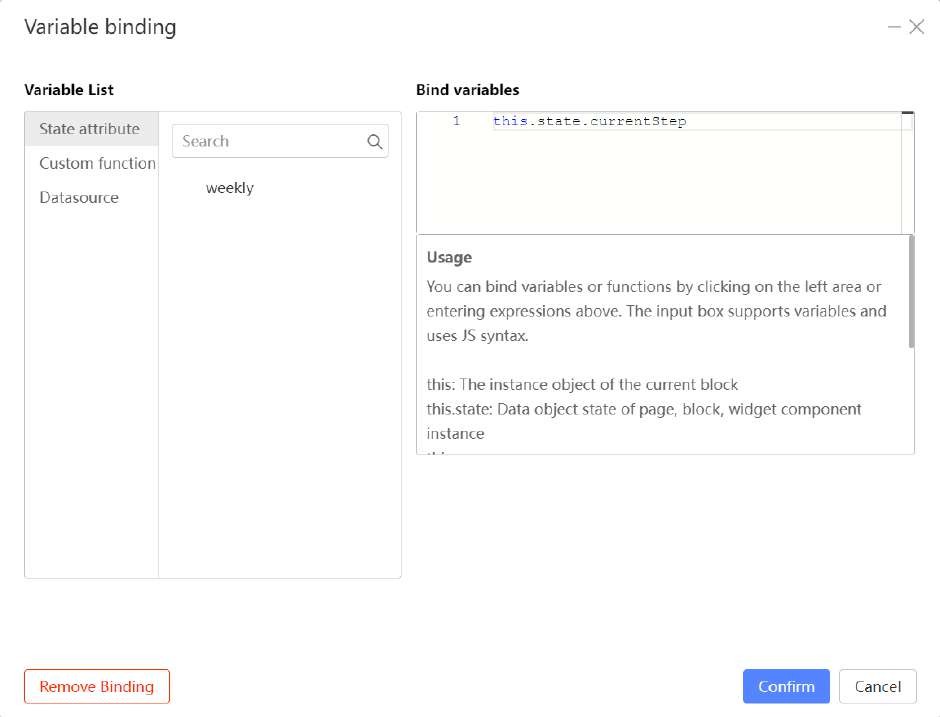 Variable binding
Variable List
State attribute
Custom function
Datasource
Search
weekly
Bind variables
1 this.state.currentStep
Usage
You can bind variables or functions by clicking on the left area or
entering expressions above. The input box supports variables and
uses JS syntax.
this: The instance object of the current block
this.state: Data object state of page, block, widget component
instance
Remove Binding
Confirm
Cancel